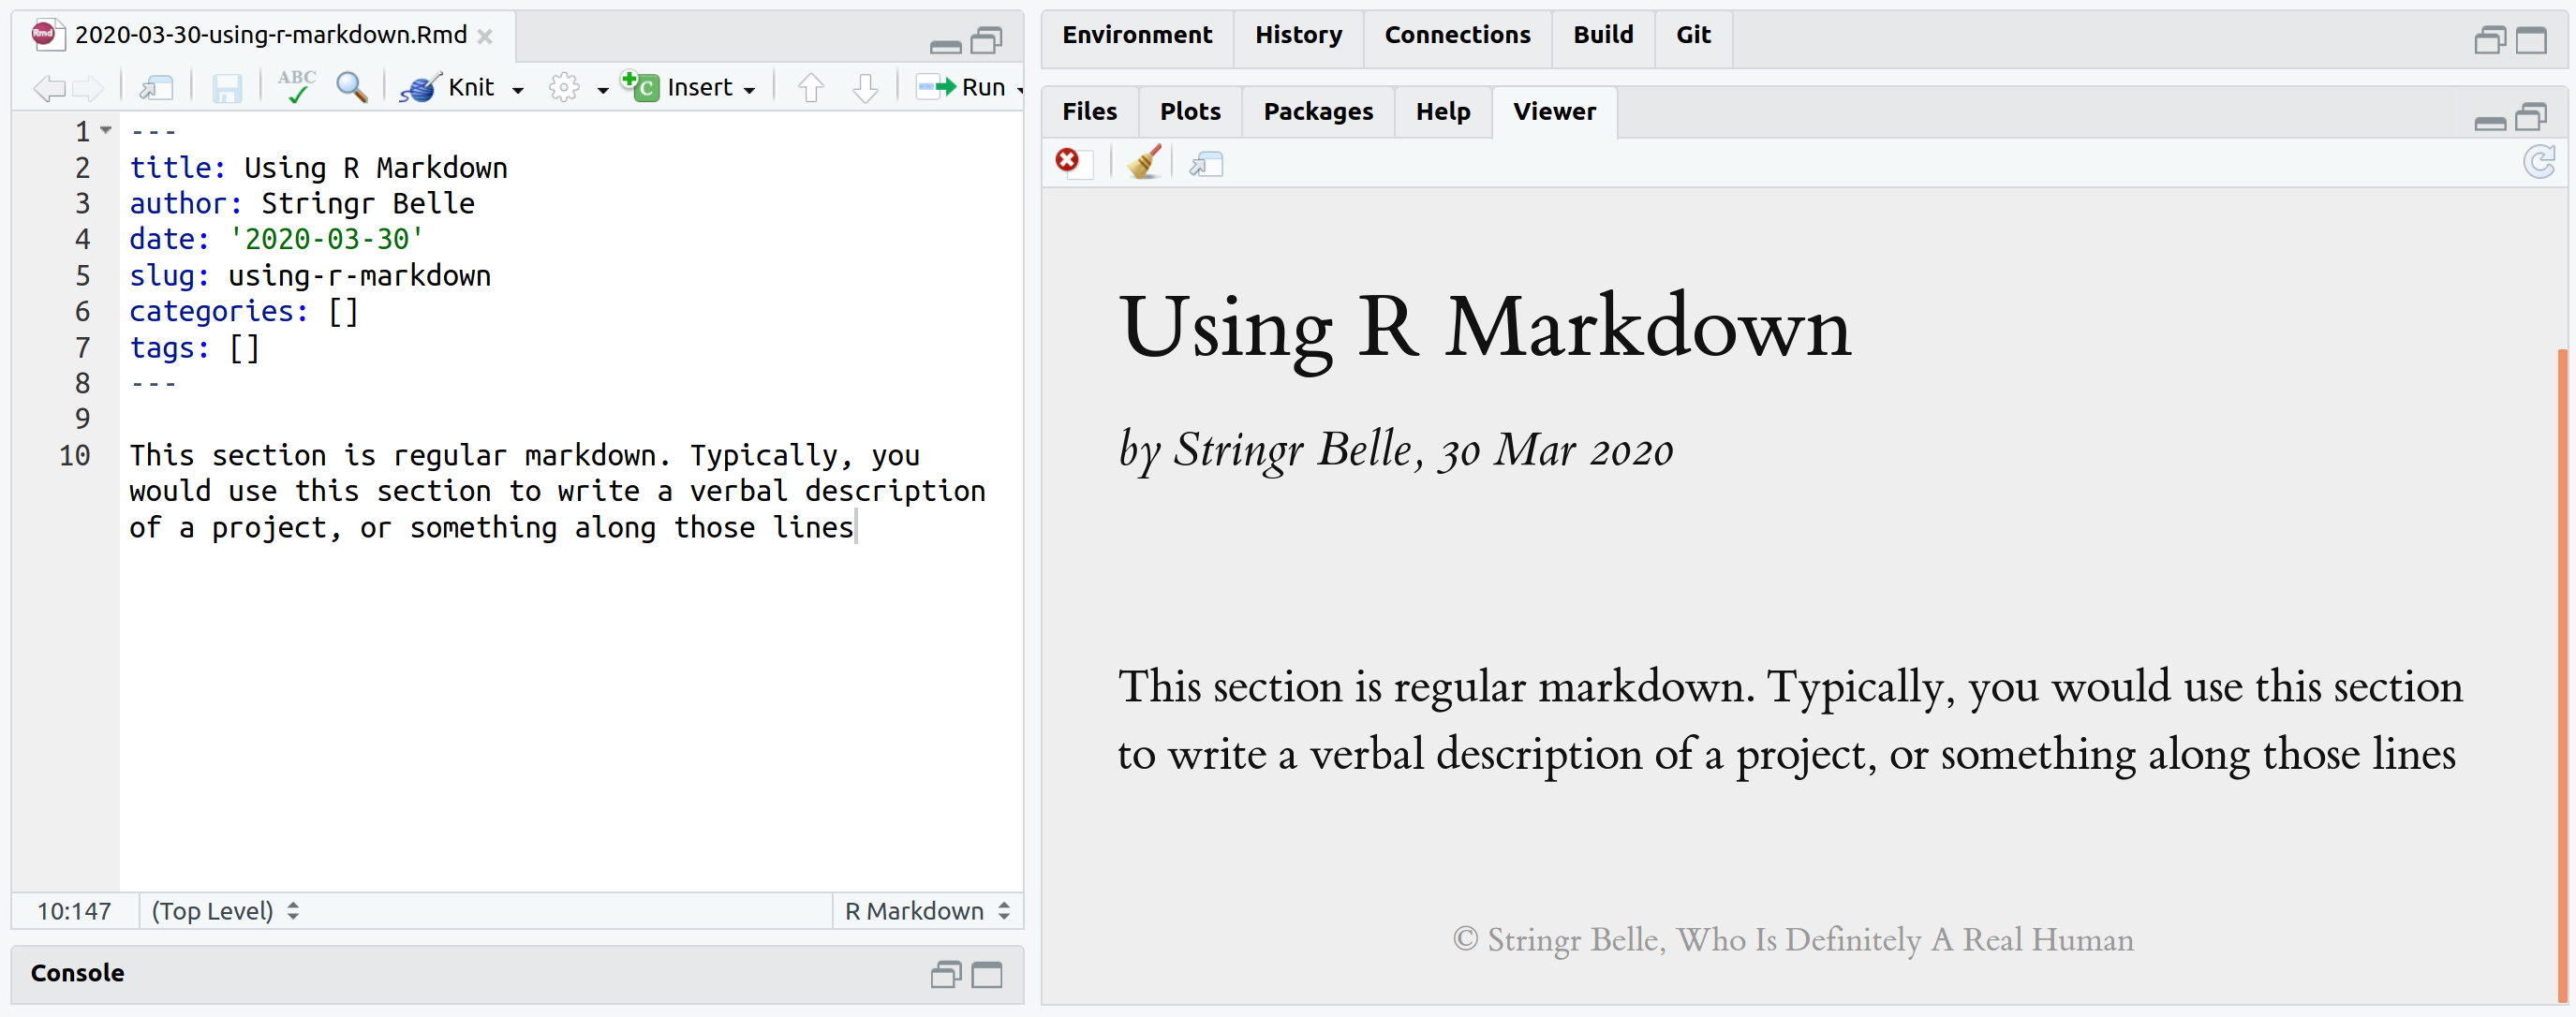 2020-03-30-using-r-markdown.Rmd
ABC Knit Insert Run
1 ---
2 title: Using R Markdown
3 author: Stringr Belle
4 date: '2020-03-30'
5 slug: using-r-markdown
6 categories: []
7 tags: []
8 ---
9
10 This section is regular markdown. Typically, you
would use this section to write a verbal description
of a project, or something along those lines
10:147 (Top Level) R Markdown
Console
Environment History Connections Build Git
Files Plots Packages Help Viewer
Using R Markdown
by Stringr Belle, 30 Mar 2020
This section is regular markdown. Typically, you would use this section
to write a verbal description of a project, or something along those lines
© Stringr Belle, Who Is Definitely A Real Human